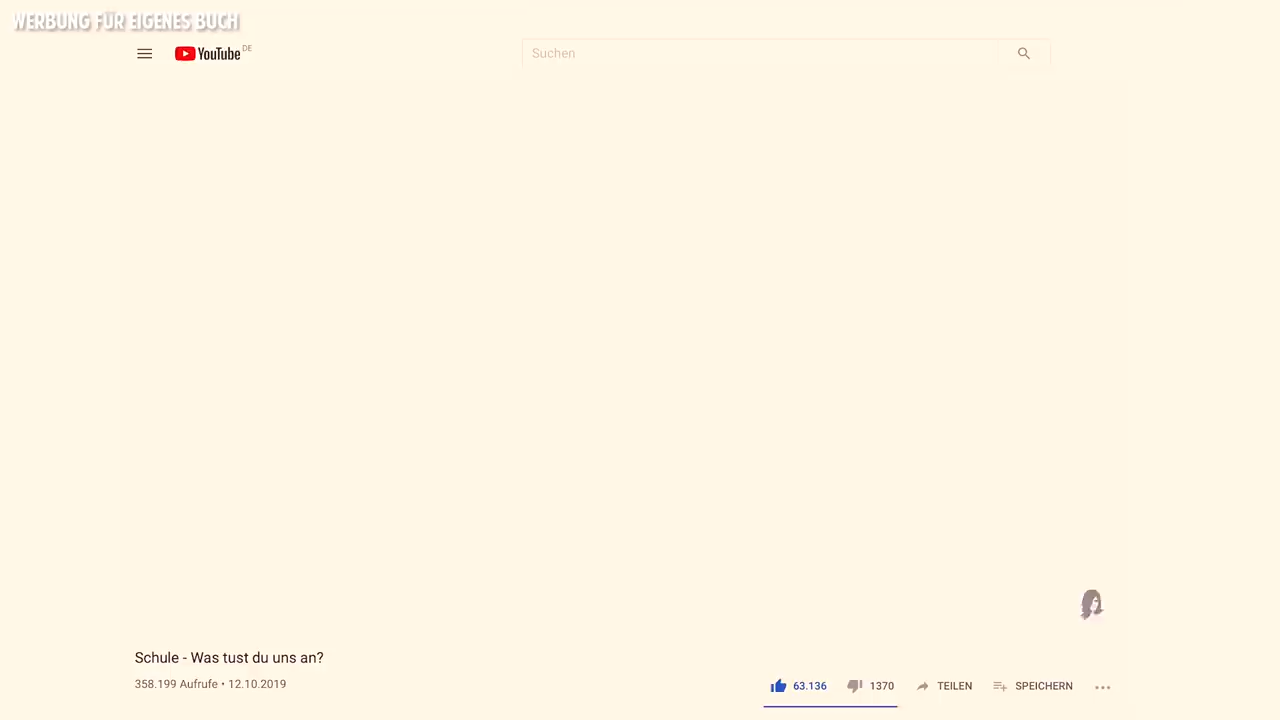 WERBUNG FÜR EIGENES BUCH
YouTube DE
Suchen
Schule - Was tust du uns an?
358.199 Aufrufe • 12.10.2019
63.136 1370 TEILEN SPEICHERN